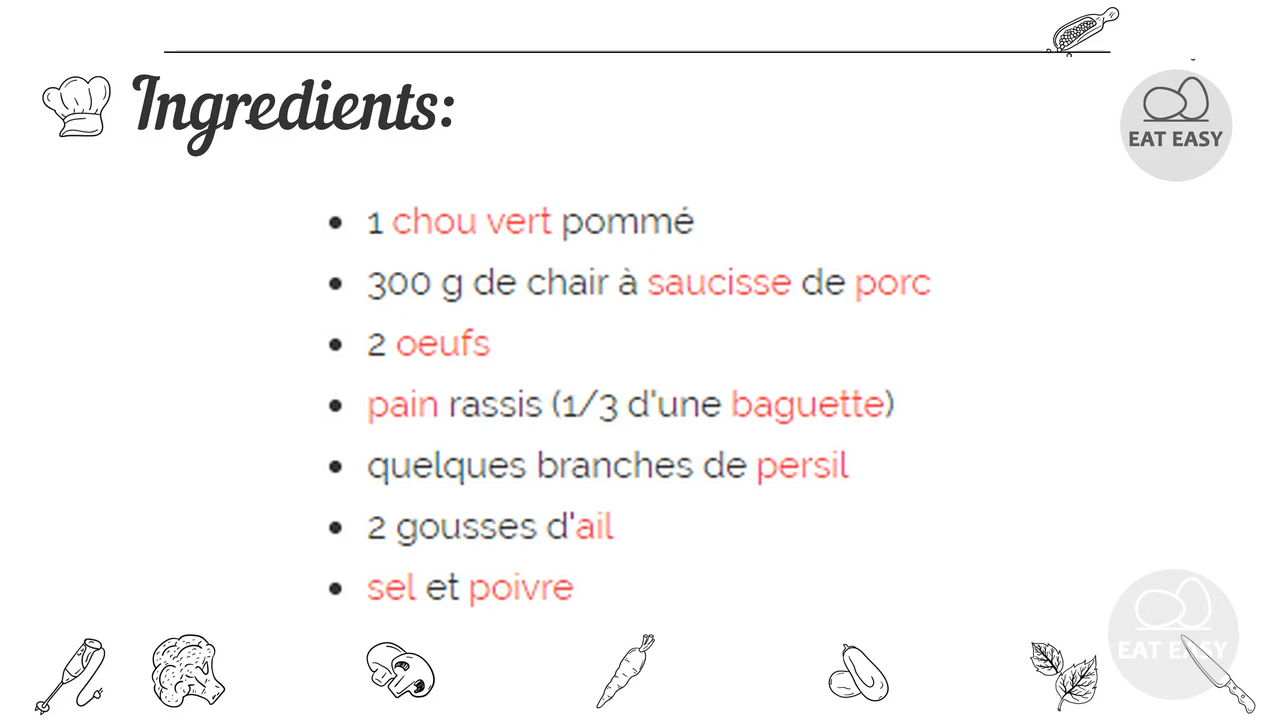 Ingredients:
EAT EASY
1 chou vert pommé
300 g de chair à saucisse de porc
2 oeufs
pain rassis (1/3 d'une baguette)
quelques branches de persil
2 gousses d'ail
sel et poivre
EAT EASY